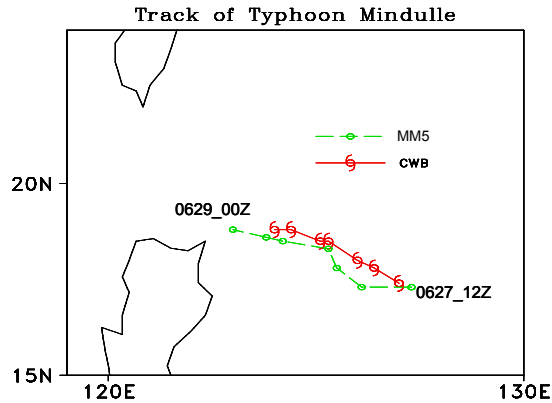 Track of Typhoon Mindulle
MM5
CWB
20N
0629_00Z
0627_12Z
15N
120E
130E